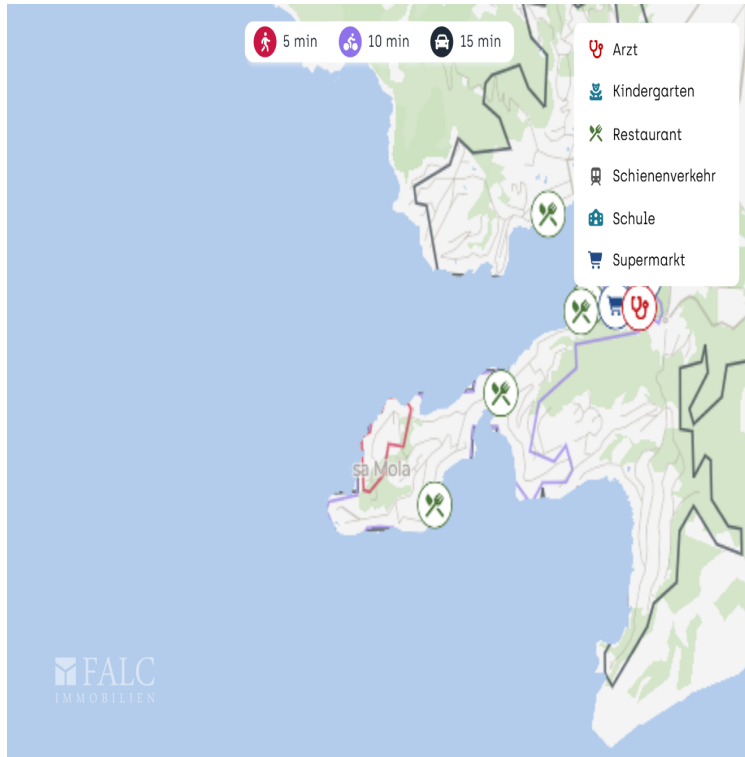 5 min 10 min 15 min
Arzt
Kindergarten
Restaurant
Schienenverkehr
Schule
Supermarkt
sa Mola
FALC
IMMOBILIEN